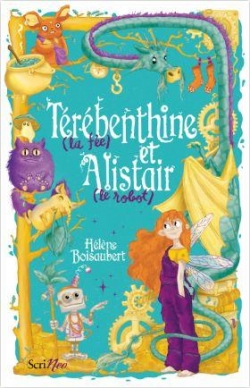 Térébenthine
(la fée)
et
Alistair
(le robot)
Hélène
Boisaubert
ScriNeo